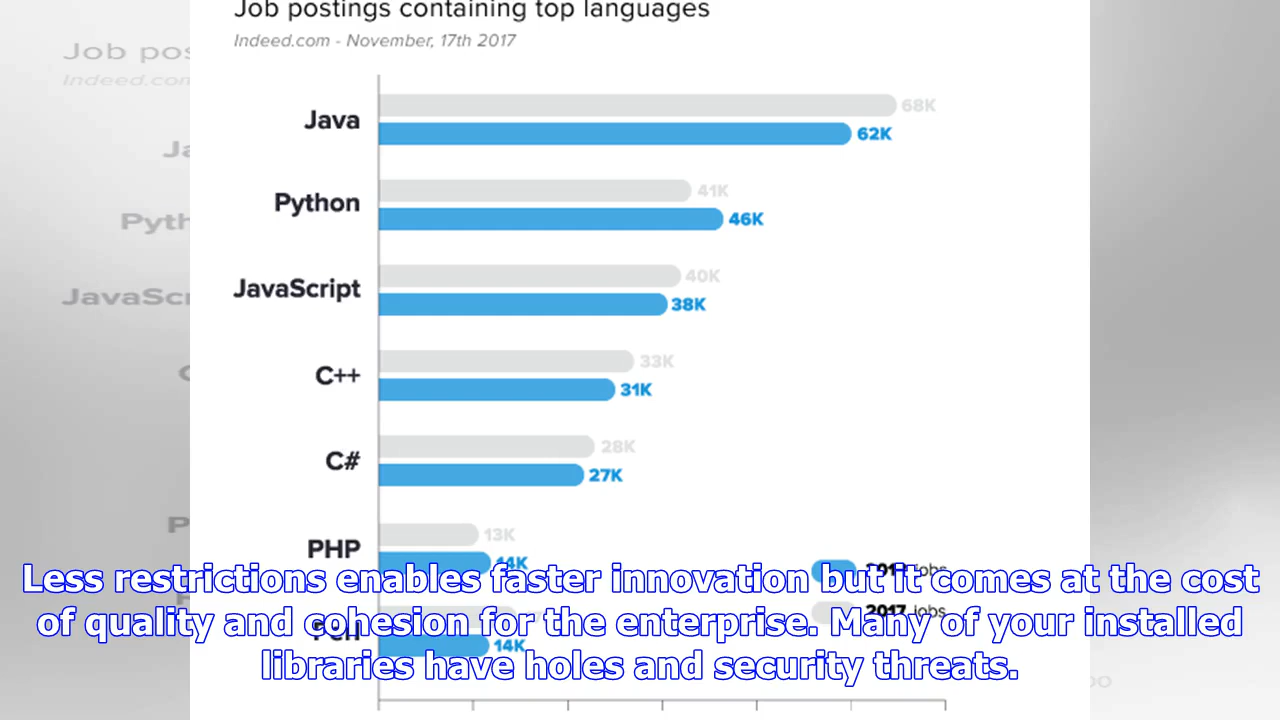 Job postings containing top languages
Indeed.com - November, 17th 2017
Java
68K
62K
Python
41K
46K
JavaScript
40K
38K
C++
33K
31K
C#
28K
27K
PHP
13K
14K
jobs
2017 jobs
14K
Less restrictions enables faster innovation but it comes at the cost
of quality and cohesion for the enterprise. Many of your installed
libraries have holes and security threats.